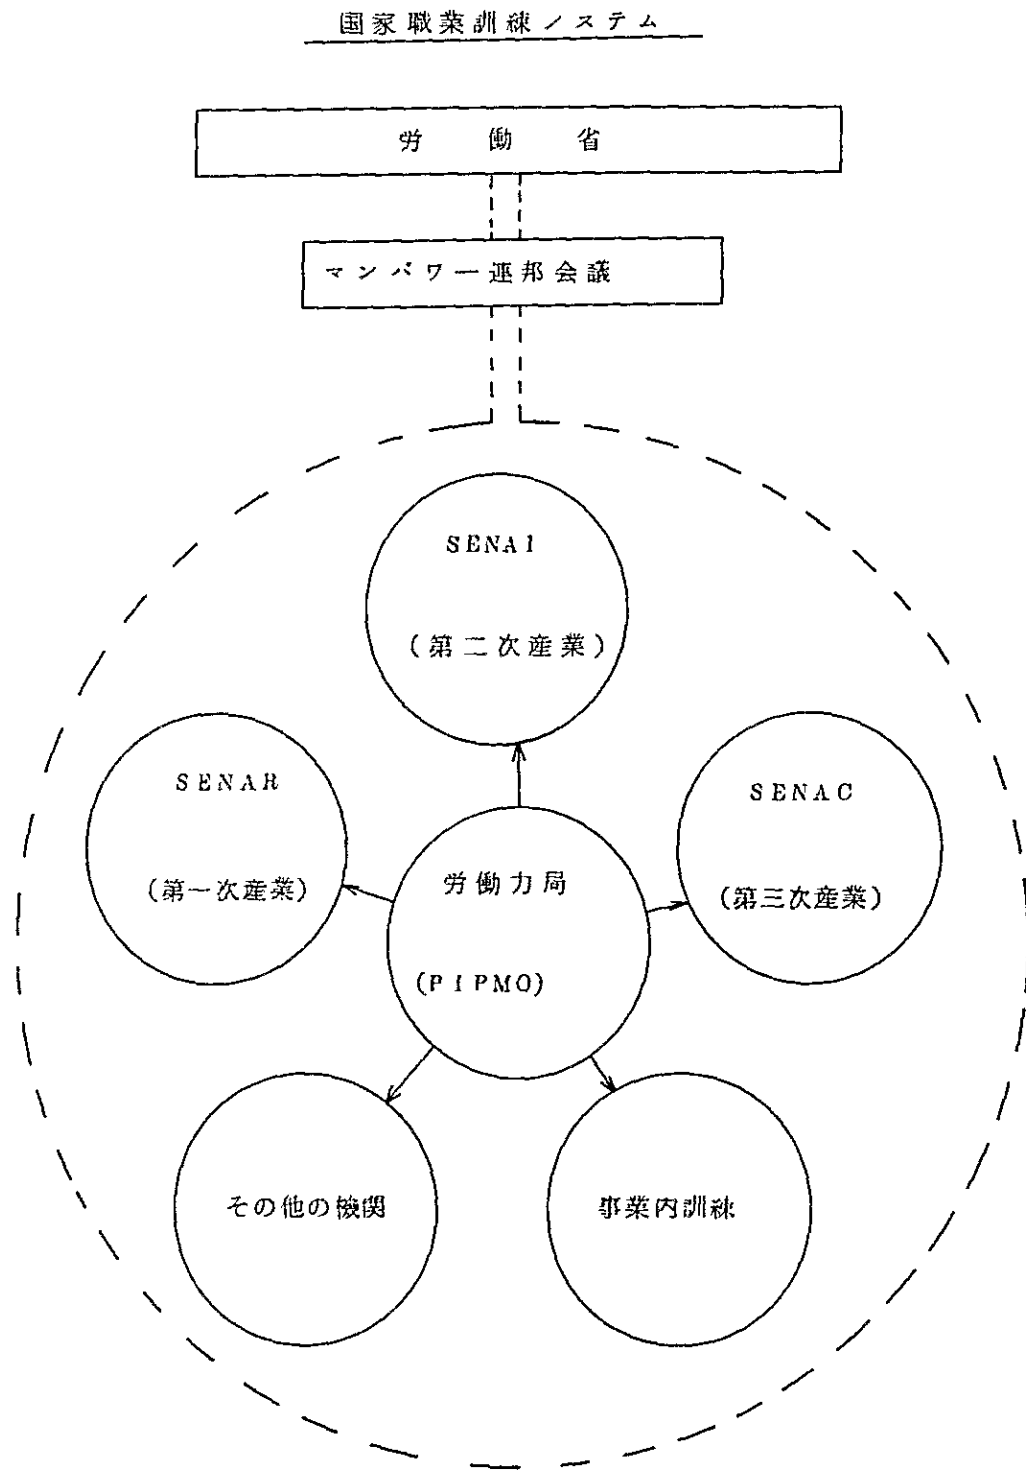 国家職業訓練システム
労働省
マンパワー連邦会議
SENAI
(第二次産業)
SENAR
(第一次産業)
SENAC
(第三次産業)
労働力局
(PIPMO)
その他の機関
事業内訓練